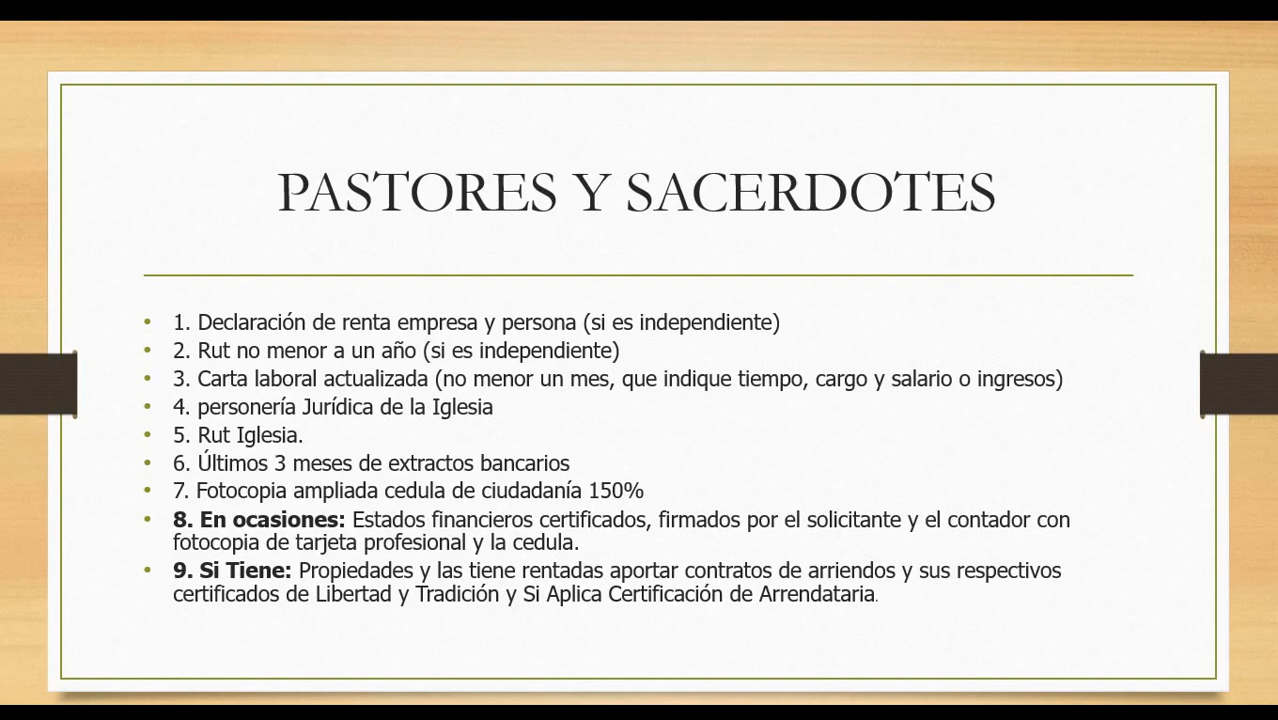 PASTORES Y SACERDOTES
• 1. Declaración de renta empresa y persona (si es independiente)
• 2. Rut no menor a un año (si es independiente)
• 3. Carta laboral actualizada (no menor un mes, que indique tiempo, cargo y salario o ingresos)
• 4. personería Jurídica de la Iglesia
• 5. Rut Iglesia.
• 6. Últimos 3 meses de extractos bancarios
• 7. Fotocopia ampliada cedula de ciudadanía 150%
• 8. En ocasiones: Estados financieros certificados, firmados por el solicitante y el contador con
fotocopia de tarjeta profesional y la cedula.
• 9. Si Tiene: Propiedades y las tiene rentadas aportar contratos de arriendos y sus respectivos
certificados de Libertad y Tradición y Si Aplica Certificación de Arrendataria.